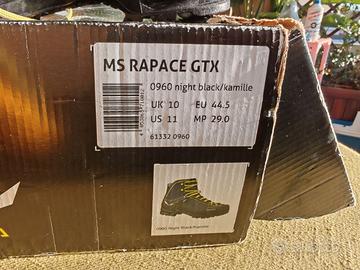 MS RAPACE GTX
0960 night black/kamille
UK 10 EU 44.5
US 11 MP 29.0
61332 0960
0960 Night Black/Kamille